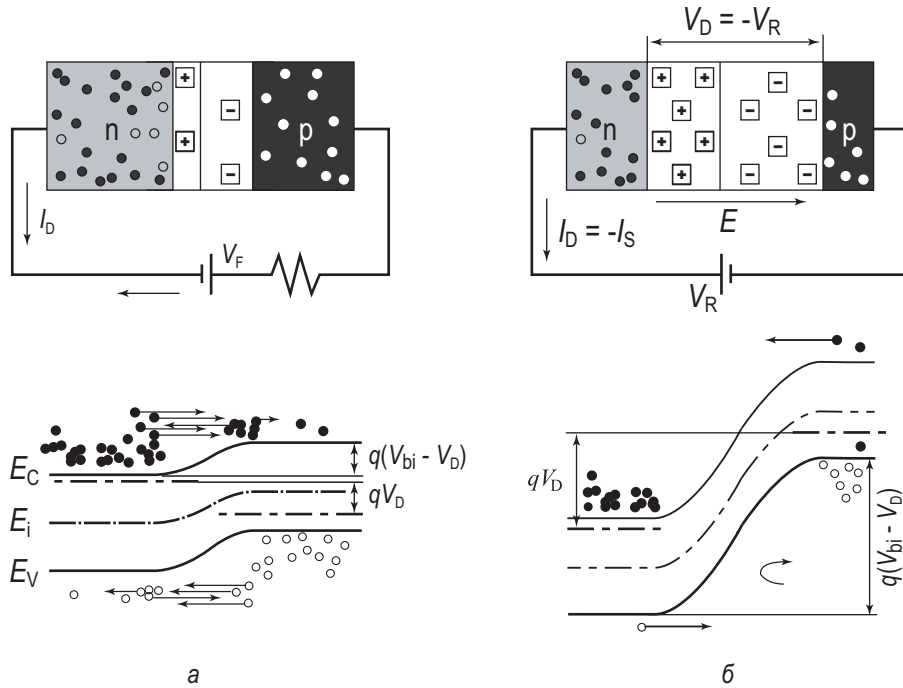 n
p
+
+
-
-
I_D
V_F
E_C
E_i
E_V
q(V_bi - V_D)
qV_D
а
V_D = -V_R
n
p
+ +
+
+ +
+
- -
-
- -
-
E
I_D = -I_S
V_R
qV_D
q(V_bi - V_D)
б